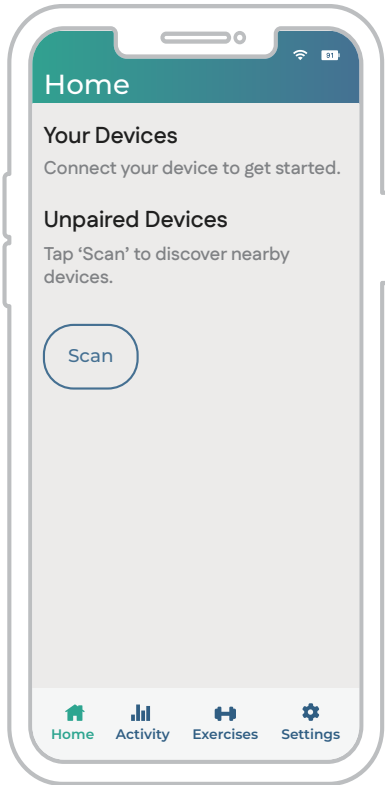 91
Home
Your Devices
Connect your device to get started.
Unpaired Devices
Tap ‘Scan’ to discover nearby
devices.
Scan
Home Activity Exercises Settings